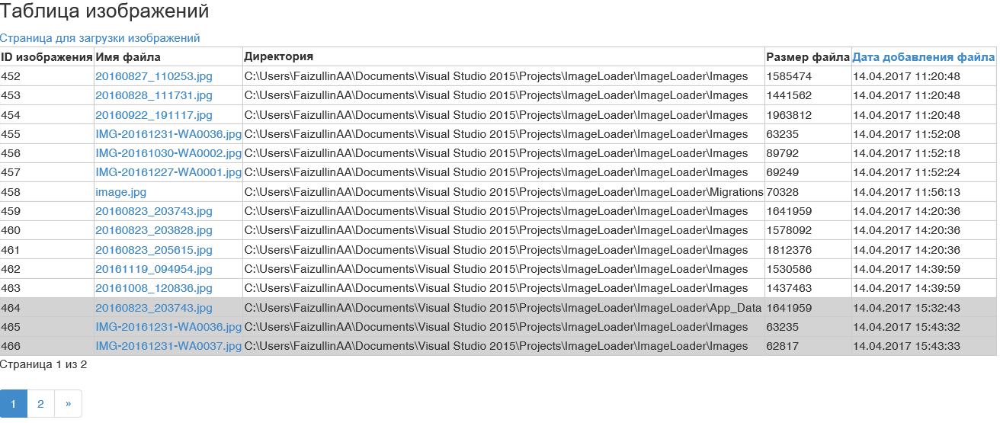 Таблица изображений
Страница для загрузки изображений
ID изображения Имя файла Директория Размер файла Дата добавления файла
452 20160827_110253.jpg C:\Users\FaizullinAA\Documents\Visual Studio 2015\Projects\ImageLoader\ImageLoader\Images 1585474 14.04.2017 11:20:48
453 20160828_111731.jpg C:\Users\FaizullinAA\Documents\Visual Studio 2015\Projects\ImageLoader\ImageLoader\Images 1441562 14.04.2017 11:20:48
454 20160922_191117.jpg C:\Users\FaizullinAA\Documents\Visual Studio 2015\Projects\ImageLoader\ImageLoader\Images 1963812 14.04.2017 11:20:48
455 IMG-20161231-WA0036.jpg C:\Users\FaizullinAA\Documents\Visual Studio 2015\Projects\ImageLoader\ImageLoader\Images 63235 14.04.2017 11:52:08
456 IMG-20161030-WA0002.jpg C:\Users\FaizullinAA\Documents\Visual Studio 2015\Projects\ImageLoader\ImageLoader\Images 89792 14.04.2017 11:52:18
457 IMG-20161227-WA0001.jpg C:\Users\FaizullinAA\Documents\Visual Studio 2015\Projects\ImageLoader\ImageLoader\Images 69249 14.04.2017 11:52:24
458 image.jpg C:\Users\FaizullinAA\Documents\Visual Studio 2015\Projects\ImageLoader\ImageLoader\Migrations 70328 14.04.2017 11:56:13
459 20160823_203743.jpg C:\Users\FaizullinAA\Documents\Visual Studio 2015\Projects\ImageLoader\ImageLoader\Images 1641959 14.04.2017 14:20:36
460 20160823_203828.jpg C:\Users\FaizullinAA\Documents\Visual Studio 2015\Projects\ImageLoader\ImageLoader\Images 1578092 14.04.2017 14:20:36
461 20160823_205615.jpg C:\Users\FaizullinAA\Documents\Visual Studio 2015\Projects\ImageLoader\ImageLoader\Images 1812376 14.04.2017 14:20:36
462 20161119_094954.jpg C:\Users\FaizullinAA\Documents\Visual Studio 2015\Projects\ImageLoader\ImageLoader\Images 1530586 14.04.2017 14:39:59
463 20161008_120836.jpg C:\Users\FaizullinAA\Documents\Visual Studio 2015\Projects\ImageLoader\ImageLoader\Images 1437463 14.04.2017 14:39:59
464 20160823_203743.jpg C:\Users\FaizullinAA\Documents\Visual Studio 2015\Projects\ImageLoader\ImageLoader\App_Data 1641959 14.04.2017 15:32:43
465 IMG-20161231-WA0036.jpg C:\Users\FaizullinAA\Documents\Visual Studio 2015\Projects\ImageLoader\ImageLoader\Images 63235 14.04.2017 15:43:32
466 IMG-20161231-WA0037.jpg C:\Users\FaizullinAA\Documents\Visual Studio 2015\Projects\ImageLoader\ImageLoader\Images 62817 14.04.2017 15:43:33
Страница 1 из 2
1 2 »